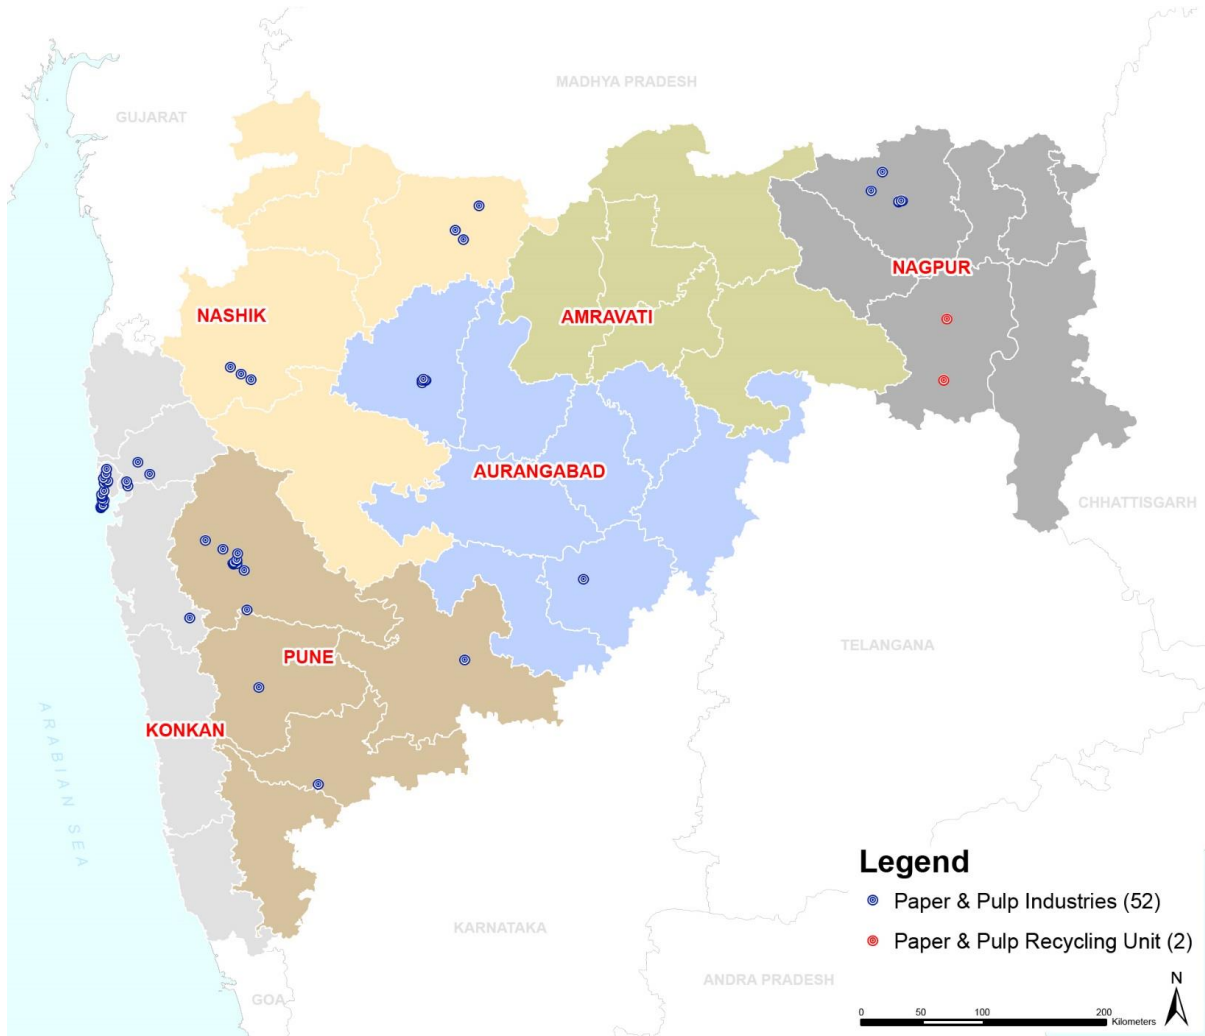 MADHYA PRADESH
GUJARAT
NAGPUR
NASHIK
AMRAVATI
AURANGABAD
CHHATTISGARH
TELANGANA
PUNE
KONKAN
ARABIAN SEA
Legend
Paper & Pulp Industries (52)
Paper & Pulp Recycling Unit (2)
KARNATAKA
ANDRA PRADESH
GOA
N
0 50 100 200
Kilometers